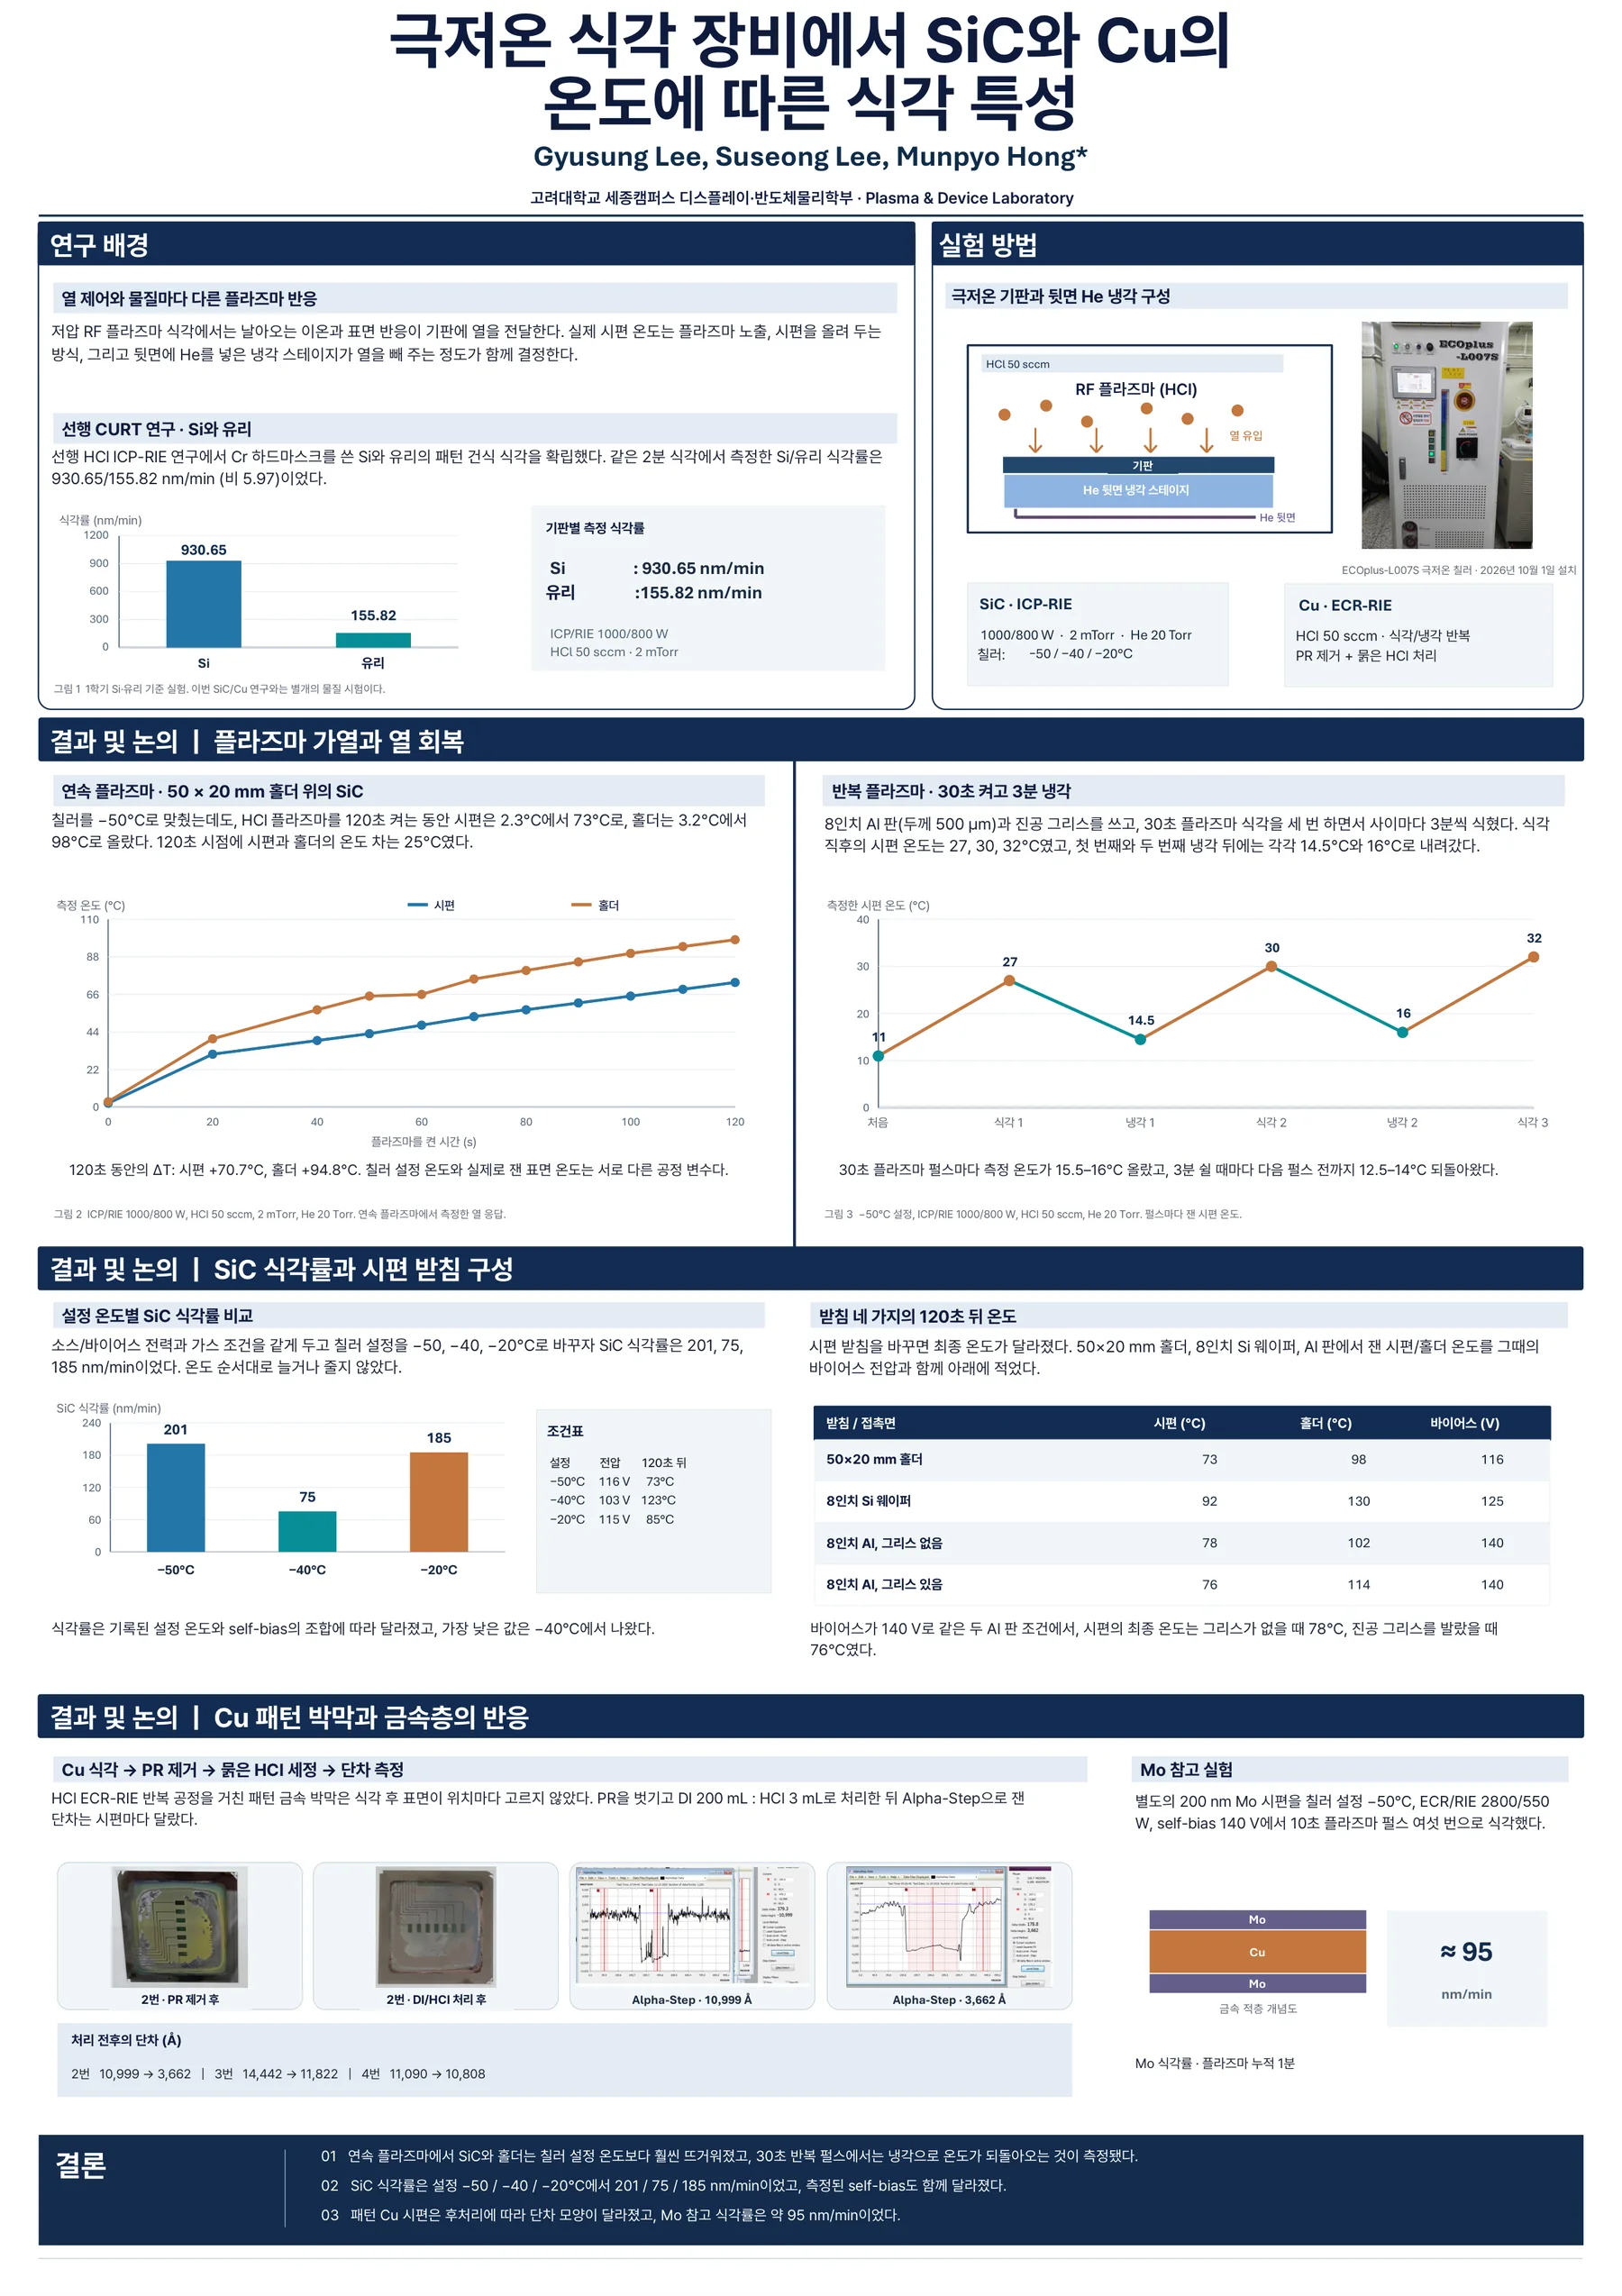 극저온 식각 장비에서 SiC와 Cu의
온도에 따른 식각 특성
Gyusung Lee, Suseong Lee, Munpyo Hong*
고려대학교 세종캠퍼스 디스플레이·반도체물리학부 · Plasma & Device Laboratory
연구 배경
열 제어와 물질마다 다른 플라즈마 반응
저압 RF 플라즈마 식각에서는 날아오는 이온과 표면 반응이 기판에 열을 전달한다. 실제 시편 온도는 플라즈마 노출, 시편을 올려 두는
방식, 그리고 뒷면에 He를 넣은 냉각 스테이지가 열을 빼 주는 정도가 함께 결정한다.
선행 CURT 연구 · Si와 유리
선행 HCl ICP-RIE 연구에서 Cr 하드마스크를 쓴 Si와 유리의 패턴 건식 식각을 확립했다. 같은 2분 식각에서 측정한 Si/유리 식각률은
930.65/155.82 nm/min (비 5.97)이었다.
식각률 (nm/min)
1200
900
600
300
0
930.65
155.82
Si
유리
기판별 측정 식각률
Si : 930.65 nm/min
유리 :155.82 nm/min
ICP/RIE 1000/800 W
HCl 50 sccm · 2 mTorr
그림 1 1학기 Si·유리 기준 실험. 이번 SiC/Cu 연구와는 별개의 물질 시험이다.
실험 방법
극저온 기판과 뒷면 He 냉각 구성
HCl 50 sccm
RF 플라즈마 (HCl)
열 유입
기판
He 뒷면 냉각 스테이지
He 뒷면
ECOplus
-L007S
ECOplus-L007S 극저온 칠러 · 2026년 10월 1일 설치
SiC · ICP-RIE
1000/800 W · 2 mTorr · He 20 Torr
칠러: −50 / −40 / −20°C
Cu · ECR-RIE
HCl 50 sccm · 식각/냉각 반복
PR 제거 + 묽은 HCl 처리
결과 및 논의 | 플라즈마 가열과 열 회복
연속 플라즈마 · 50 × 20 mm 홀더 위의 SiC
칠러를 −50°C로 맞췄는데도, HCl 플라즈마를 120초 켜는 동안 시편은 2.3°C에서 73°C로, 홀더는 3.2°C에서
98°C로 올랐다. 120초 시점에 시편과 홀더의 온도 차는 25°C였다.
측정 온도 (°C)
시편
홀더
110
88
66
44
22
0
0 20 40 60 80 100 120
플라즈마를 켠 시간 (s)
120초 동안의 ΔT: 시편 +70.7°C, 홀더 +94.8°C. 칠러 설정 온도와 실제로 잰 표면 온도는 서로 다른 공정 변수다.
그림 2 ICP/RIE 1000/800 W, HCl 50 sccm, 2 mTorr, He 20 Torr. 연속 플라즈마에서 측정한 열 응답.
반복 플라즈마 · 30초 켜고 3분 냉각
8인치 Al 판(두께 500 μm)과 진공 그리스를 쓰고, 30초 플라즈마 식각을 세 번 하면서 사이마다 3분씩 식혔다. 식각
직후의 시편 온도는 27, 30, 32°C였고, 첫 번째와 두 번째 냉각 뒤에는 각각 14.5°C와 16°C로 내려갔다.
측정한 시편 온도 (°C)
40
30
20
10
0
11
27
14.5
30
16
32
처음 식각 1 냉각 1 식각 2 냉각 2 식각 3
30초 플라즈마 펄스마다 측정 온도가 15.5–16°C 올랐고, 3분 쉴 때마다 다음 펄스 전까지 12.5–14°C 되돌아왔다.
그림 3 −50°C 설정, ICP/RIE 1000/800 W, HCl 50 sccm, He 20 Torr. 펄스마다 잰 시편 온도.
결과 및 논의 | SiC 식각률과 시편 받침 구성
설정 온도별 SiC 식각률 비교
소스/바이어스 전력과 가스 조건을 같게 두고 칠러 설정을 −50, −40, −20°C로 바꾸자 SiC 식각률은 201, 75,
185 nm/min이었다. 온도 순서대로 늘거나 줄지 않았다.
SiC 식각률 (nm/min)
240
180
120
60
0
201
75
185
−50°C −40°C −20°C
조건표
설정 전압 120초 뒤
−50°C 116 V 73°C
−40°C 103 V 123°C
−20°C 115 V 85°C
식각률은 기록된 설정 온도와 self-bias의 조합에 따라 달라졌고, 가장 낮은 값은 −40°C에서 나왔다.
받침 네 가지의 120초 뒤 온도
시편 받침을 바꾸면 최종 온도가 달라졌다. 50×20 mm 홀더, 8인치 Si 웨이퍼, Al 판에서 잰 시편/홀더 온도를 그때의
바이어스 전압과 함께 아래에 적었다.
받침 / 접촉면 시편 (°C) 홀더 (°C) 바이어스 (V)
50×20 mm 홀더 73 98 116
8인치 Si 웨이퍼 92 130 125
8인치 Al, 그리스 없음 78 102 140
8인치 Al, 그리스 있음 76 114 140
바이어스가 140 V로 같은 두 Al 판 조건에서, 시편의 최종 온도는 그리스가 없을 때 78°C, 진공 그리스를 발랐을 때
76°C였다.
결과 및 논의 | Cu 패턴 박막과 금속층의 반응
Cu 식각 → PR 제거 → 묽은 HCl 세정 → 단차 측정
HCl ECR-RIE 반복 공정을 거친 패턴 금속 박막은 식각 후 표면이 위치마다 고르지 않았다. PR을 벗기고 DI 200 mL : HCl 3 mL로 처리한 뒤 Alpha-Step으로 잰
단차는 시편마다 달랐다.
2번 · PR 제거 후
2번 · DI/HCl 처리 후
Alpha-Step · 10,999 Å
Alpha-Step · 3,662 Å
처리 전후의 단차 (Å)
2번 10,999 → 3,662 | 3번 14,442 → 11,822 | 4번 11,090 → 10,808
Mo 참고 실험
별도의 200 nm Mo 시편을 칠러 설정 −50°C, ECR/RIE 2800/550
W, self-bias 140 V에서 10초 플라즈마 펄스 여섯 번으로 식각했다.
Mo
Cu
Mo
금속 적층 개념도
≈ 95
nm/min
Mo 식각률 · 플라즈마 누적 1분
결론
01 연속 플라즈마에서 SiC와 홀더는 칠러 설정 온도보다 훨씬 뜨거워졌고, 30초 반복 펄스에서는 냉각으로 온도가 되돌아오는 것이 측정됐다.
02 SiC 식각률은 설정 −50 / −40 / −20°C에서 201 / 75 / 185 nm/min이었고, 측정된 self-bias도 함께 달라졌다.
03 패턴 Cu 시편은 후처리에 따라 단차 모양이 달라졌고, Mo 참고 식각률은 약 95 nm/min이었다.